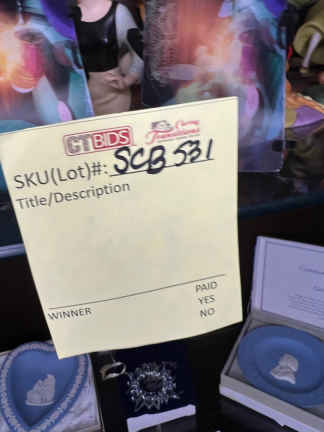 CTBIDS Caring Transitions
SKU(Lot)#: SCB 531
Title/Description
PAID
YES
WINNER NO